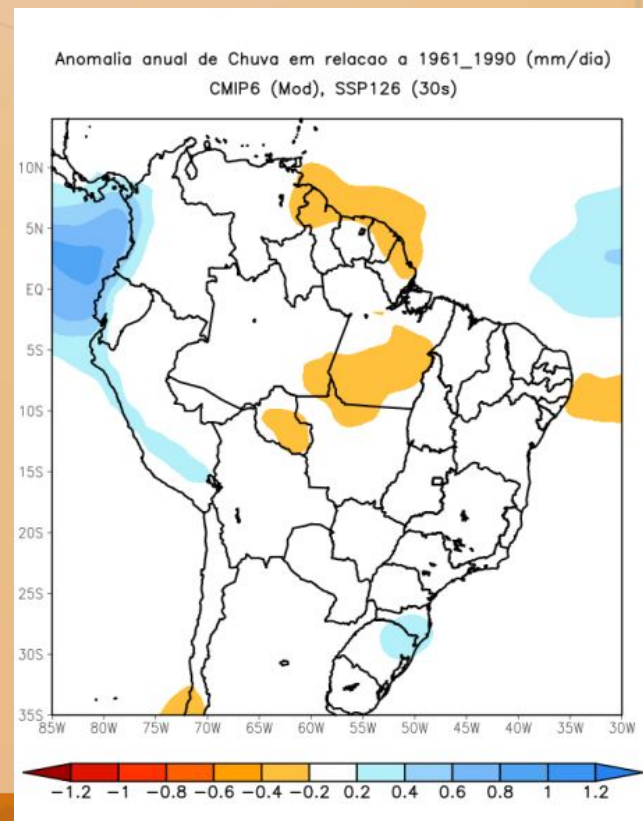 Anomalia anual de Chuva em relacao a 1961_1990 (mm/dia)
CMIP6 (Mod), SSP126 (30s)
10N
5N
EQ
5S
10S
15S
20S
25S
30S
35S
85W 80W 75W 70W 65W 60W 55W 50W 45W 40W 35W 30W
-1.2 -1 -0.8 -0.6 -0.4 -0.2 0.2 0.4 0.6 0.8 1 1.2